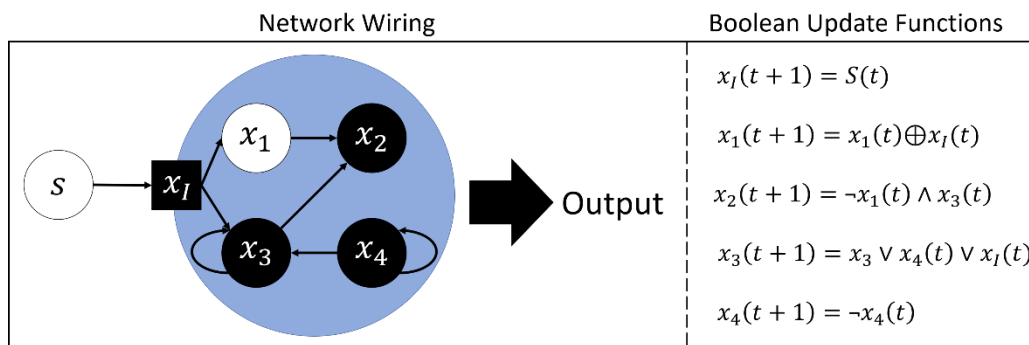 Network Wiring
Boolean Update Functions
S
x_I
x_1
x_2
x_3
x_4
Output
x_I(t + 1) = S(t)
x_1(t + 1) = x_1(t)⊕x_I(t)
x_2(t + 1) = ¬x_1(t) ∧ x_3(t)
x_3(t + 1) = x_3 ∨ x_4(t) ∨ x_I(t)
x_4(t + 1) = ¬x_4(t)